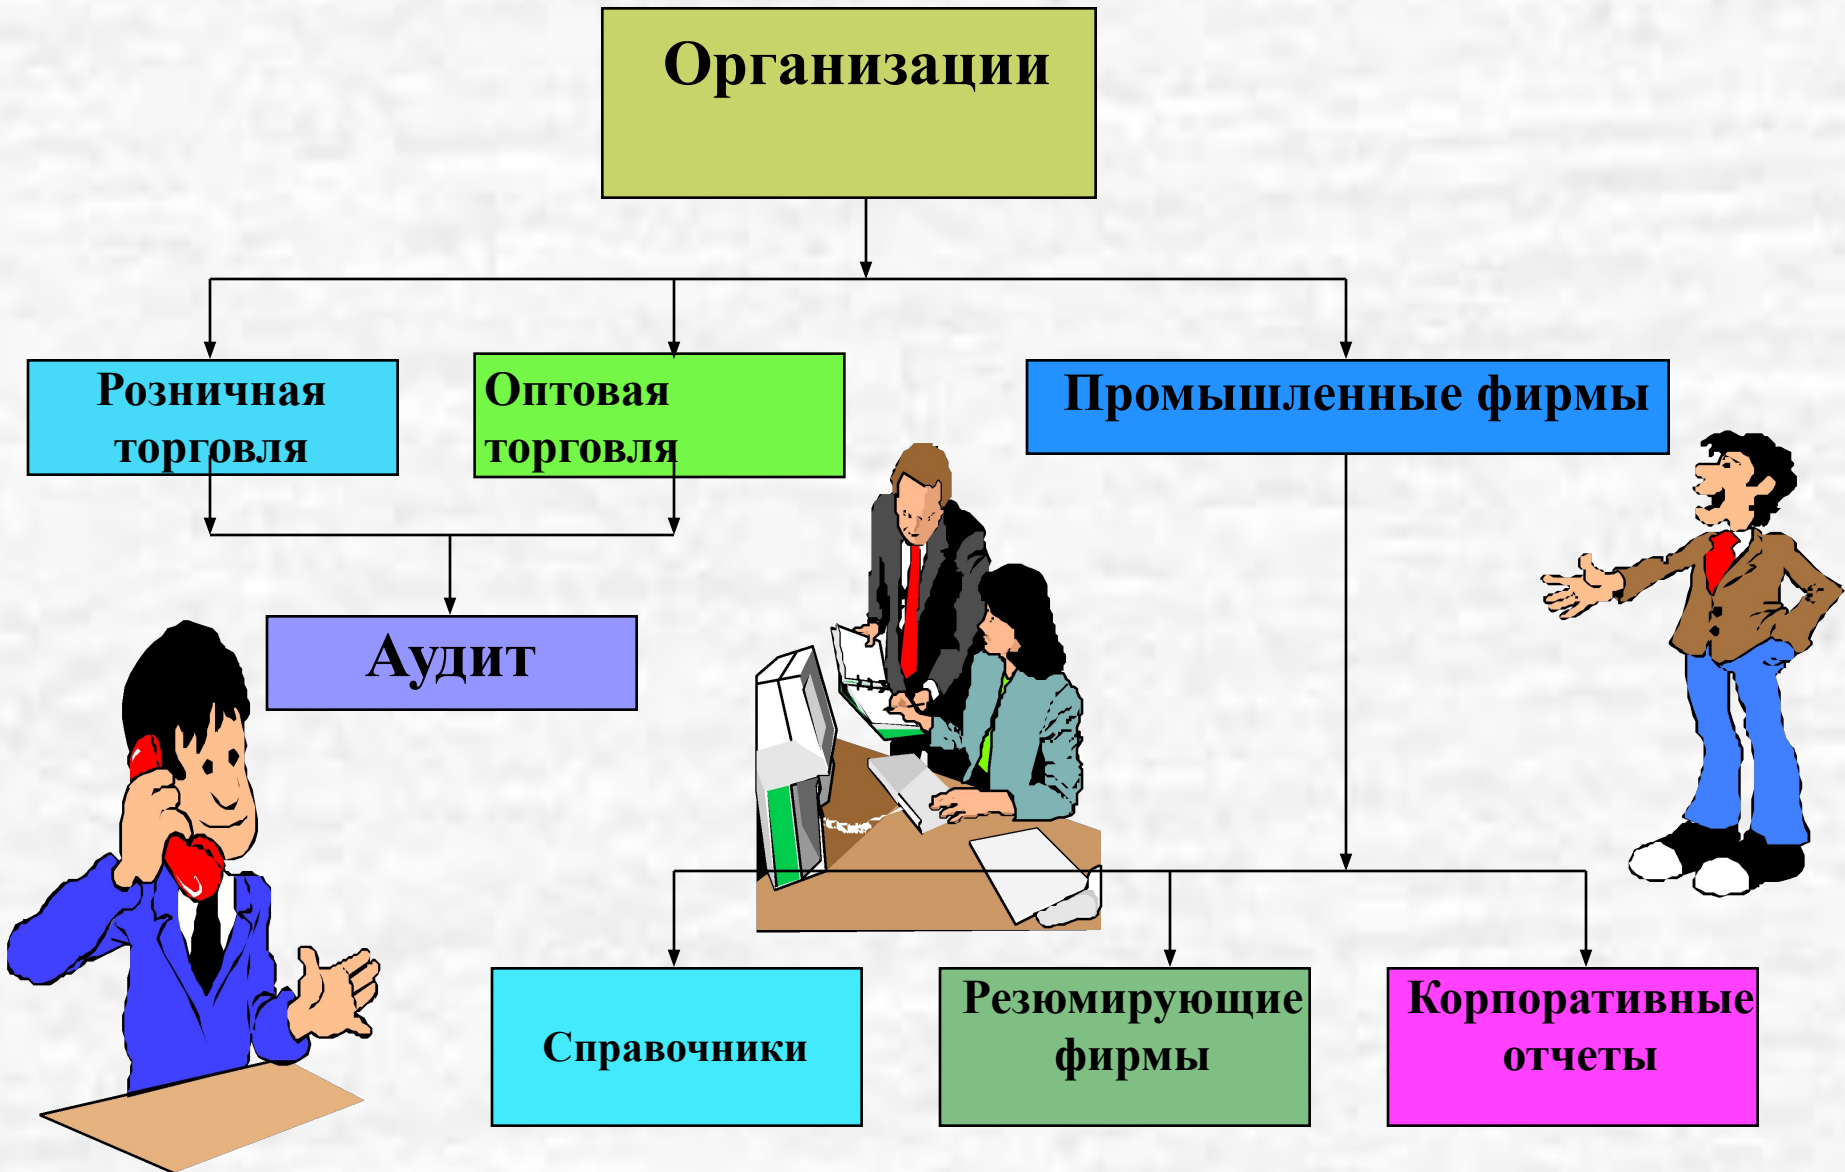 Организации
Розничная
торговля
Оптовая
торговля
Промышленные фирмы
Аудит
Справочники
Резюмирующие
фирмы
Корпоративные
отчеты